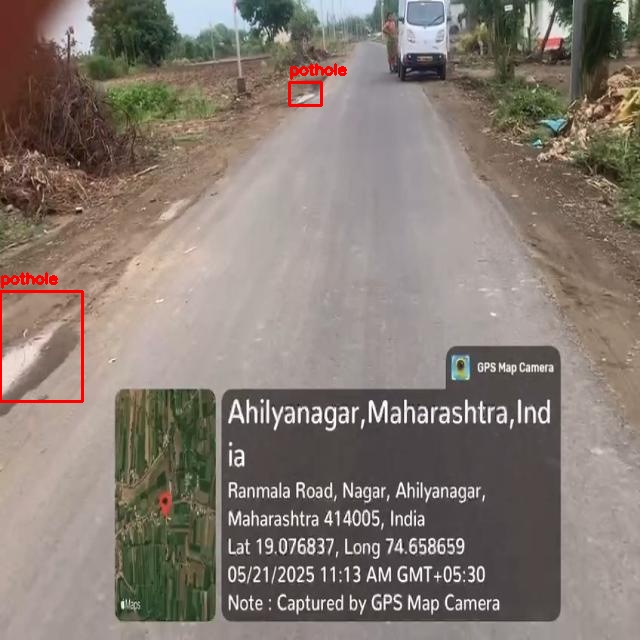 pothole
pothole
GPS Map Camera
Ahilyanagar,Maharashtra,Ind
ia
Ranmala Road, Nagar, Ahilyanagar,
Maharashtra 414005, India
Lat 19.076837, Long 74.658659
05/21/2025 11:13 AM GMT+05:30
Note : Captured by GPS Map Camera
Maps